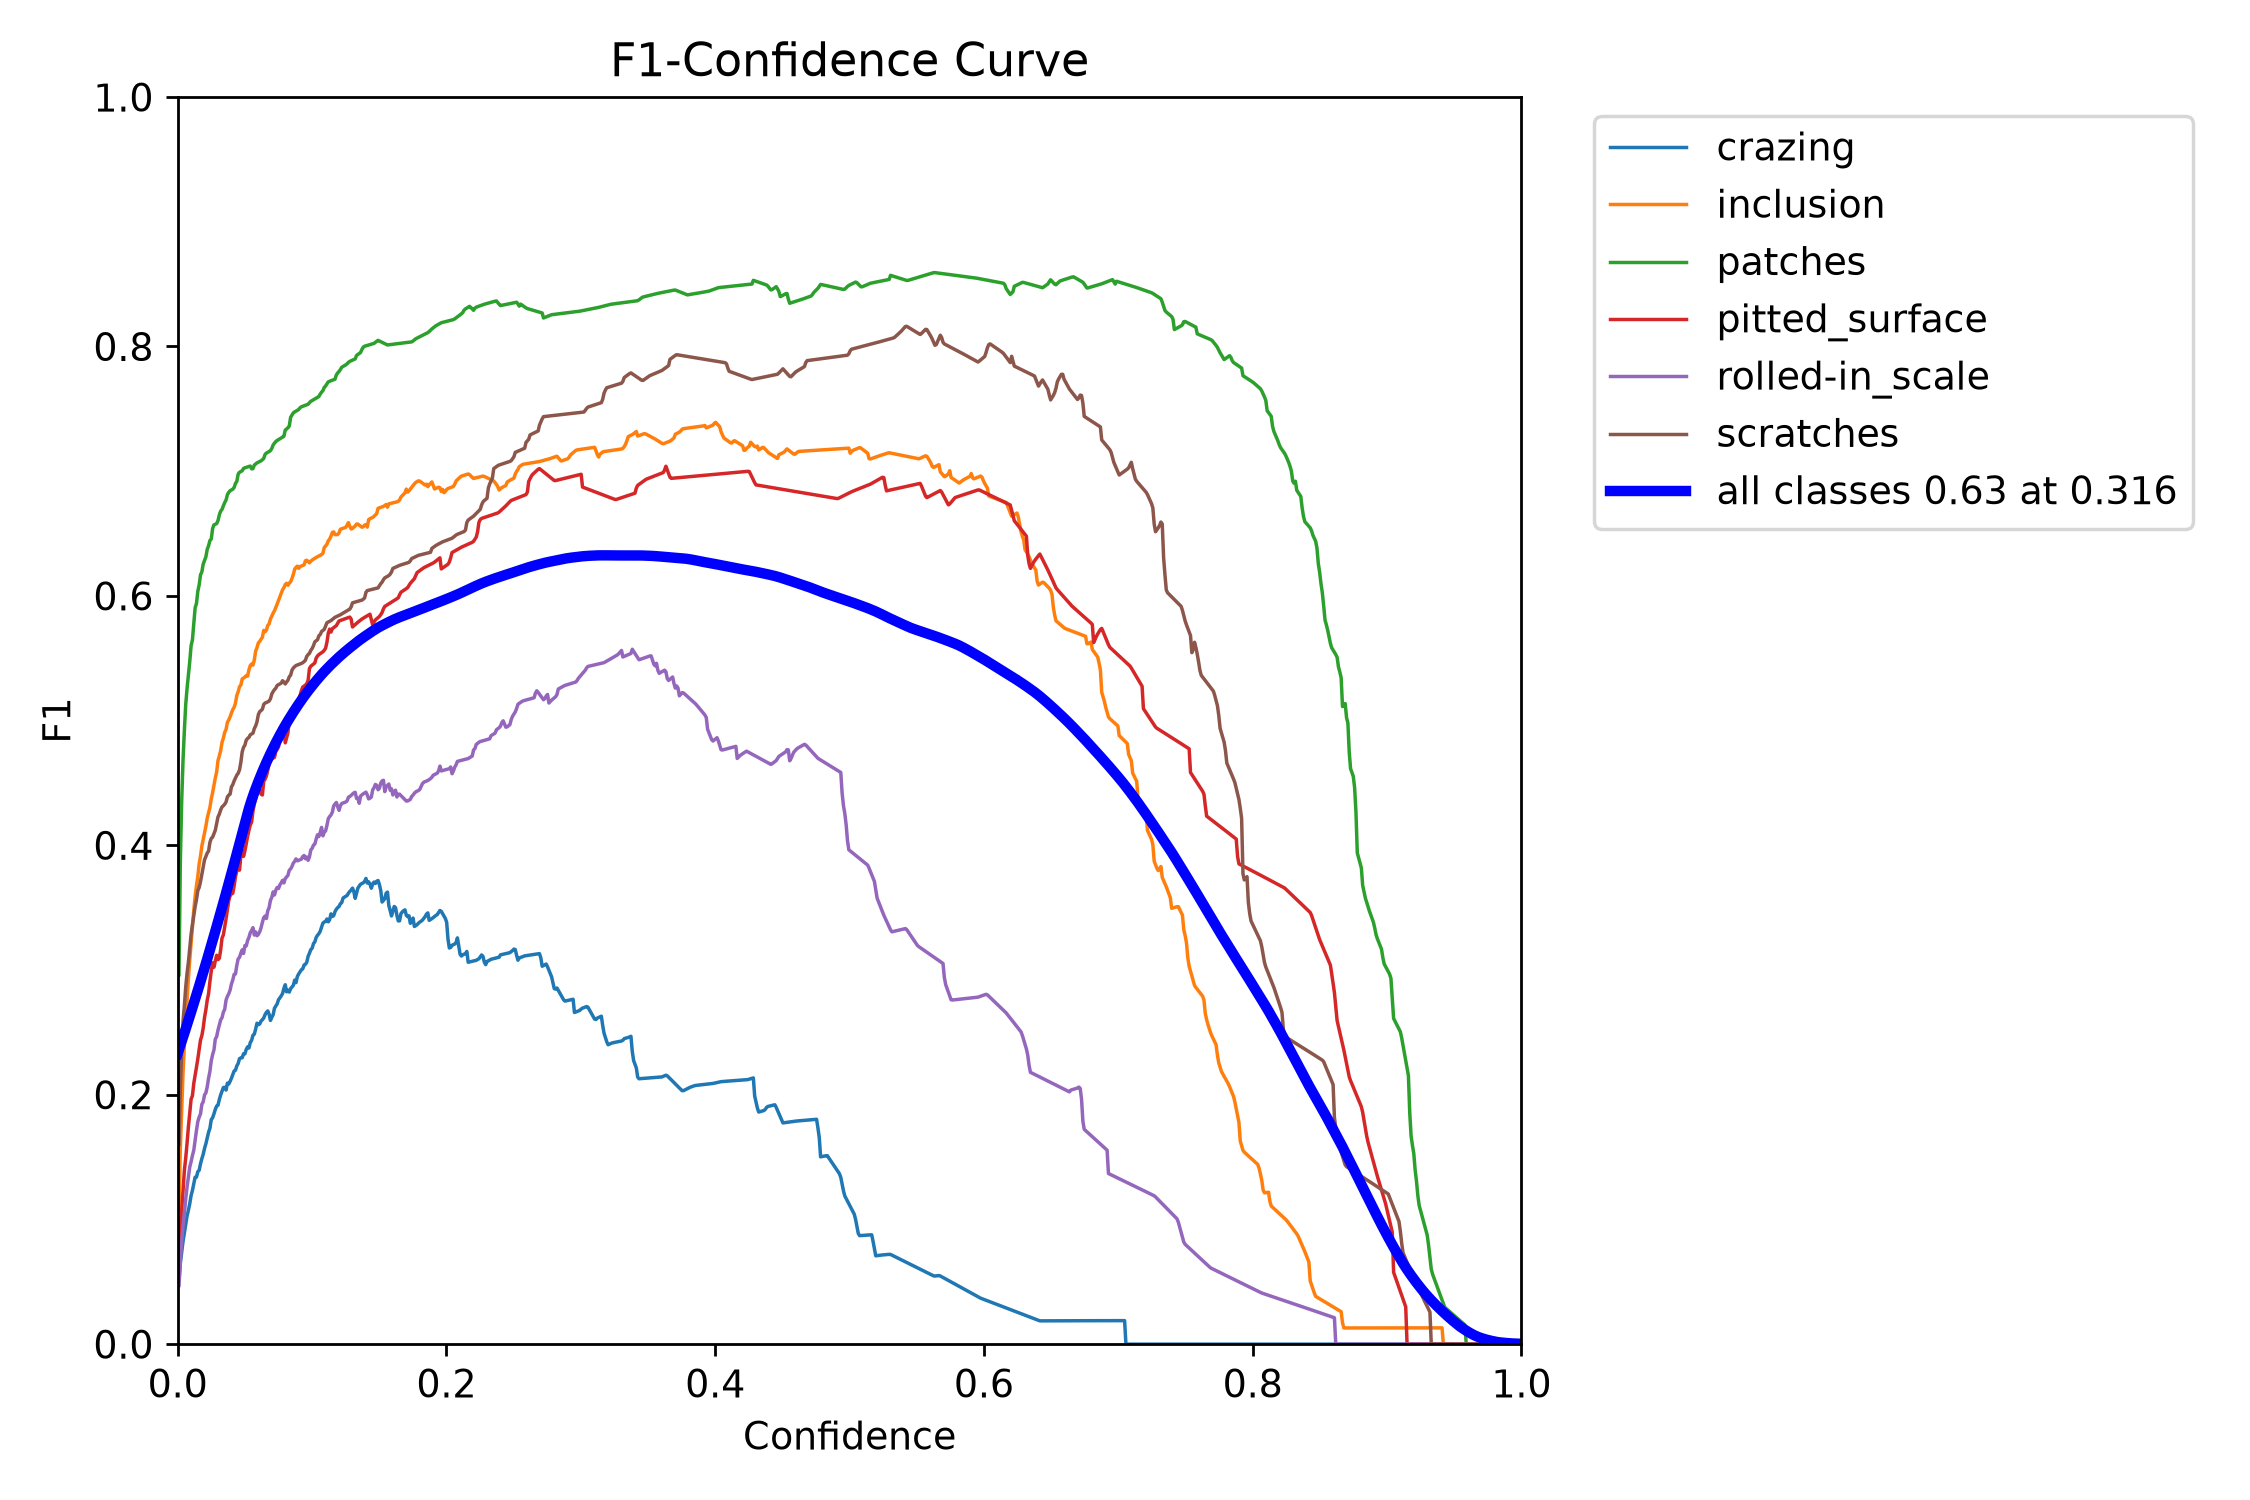 F1-Confidence Curve
1.0
0.8
0.6
0.4
0.2
0.0
F1
0.0 0.2 0.4 0.6 0.8 1.0
Confidence
crazing
inclusion
patches
pitted_surface
rolled-in_scale
scratches
all classes 0.63 at 0.316